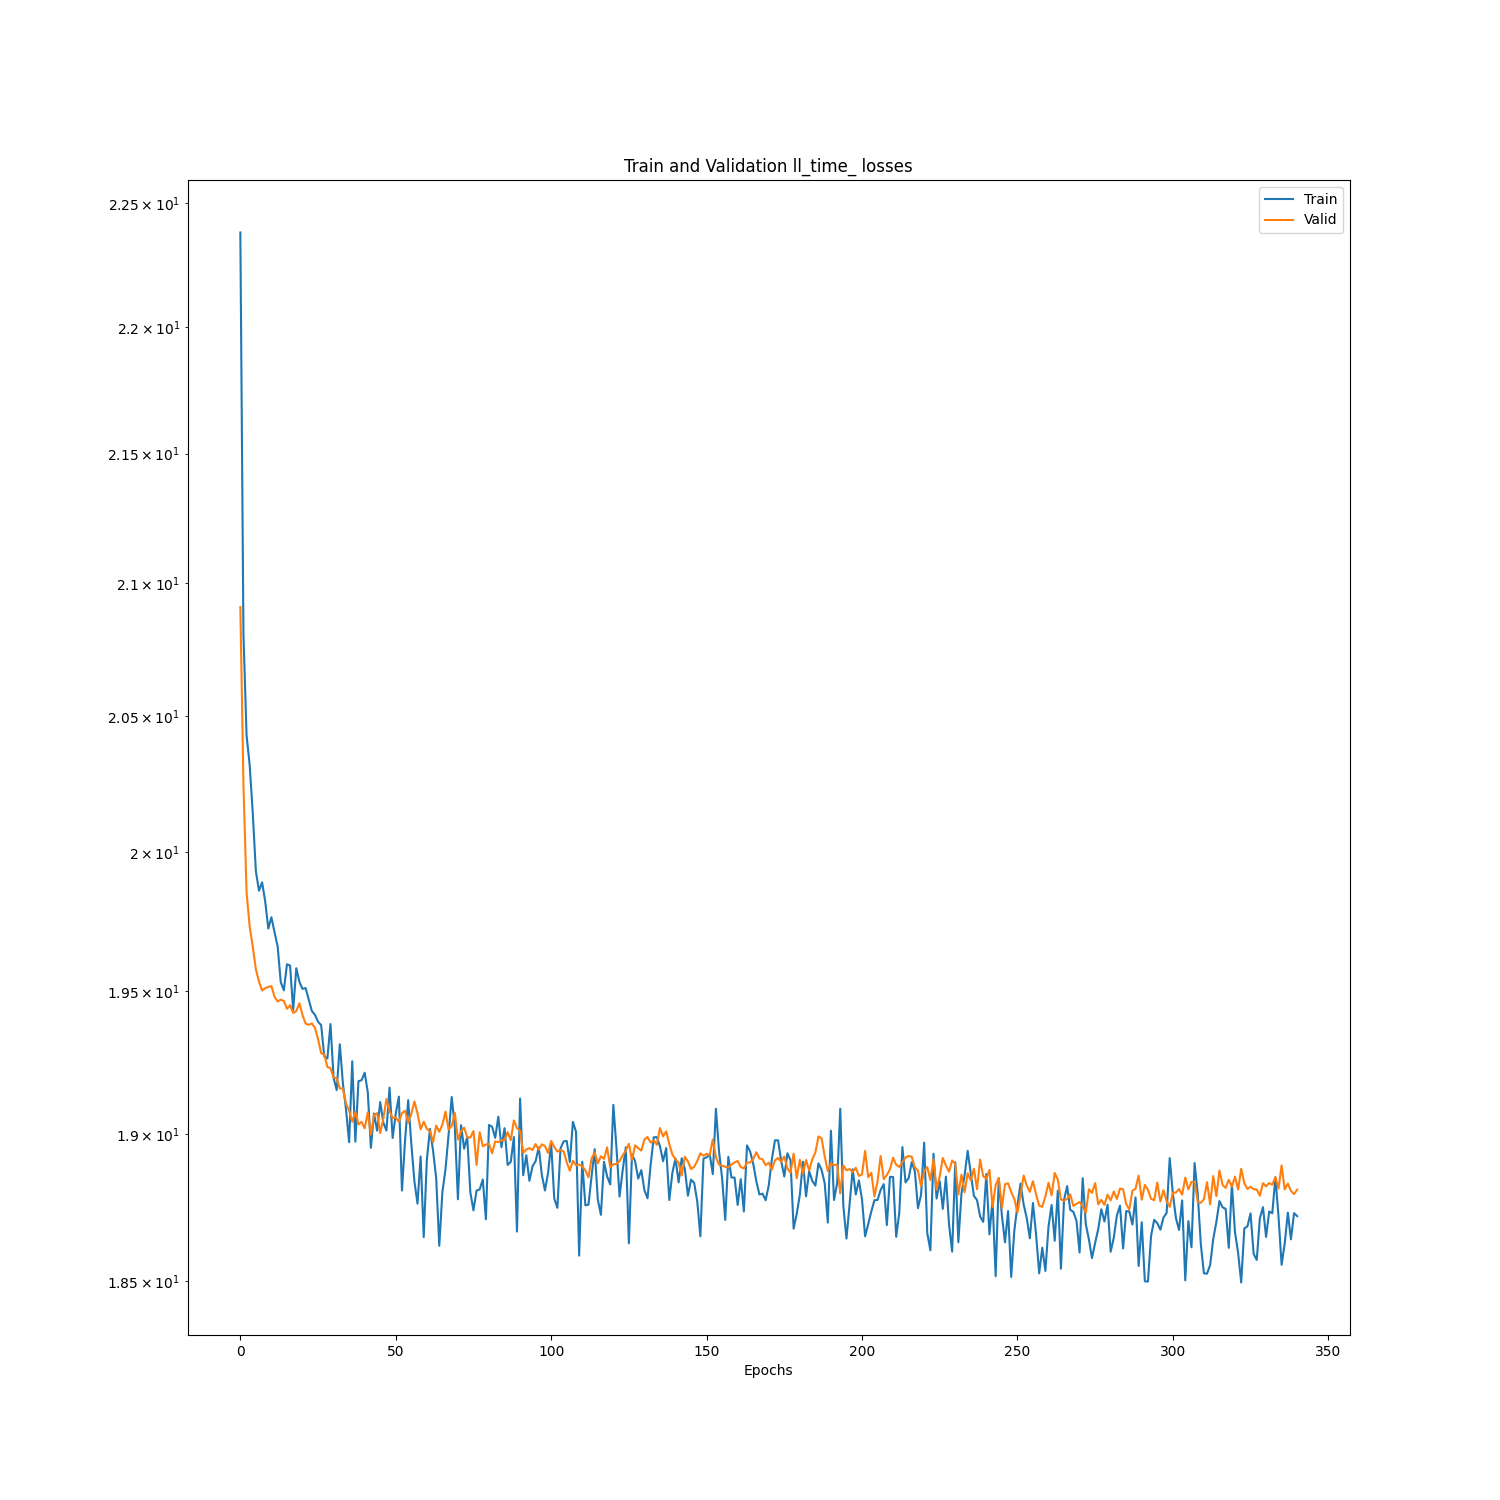 Train and Validation ll_time_ losses
Train
Valid
2.25 × 10¹
2.2 × 10¹
2.15 × 10¹
2.1 × 10¹
2.05 × 10¹
2 × 10¹
1.95 × 10¹
1.9 × 10¹
1.85 × 10¹
0 50 100 150 200 250 300 350
Epochs